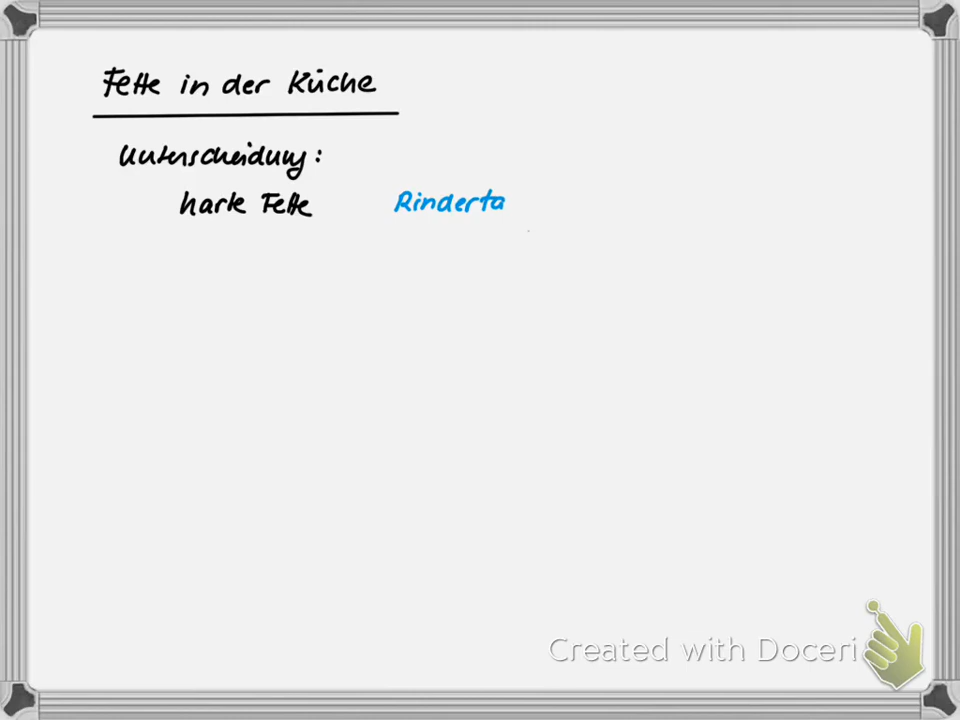 Fette in der Küche
Unterscheidung:
harte Fette Rinderta
Created with Doceri